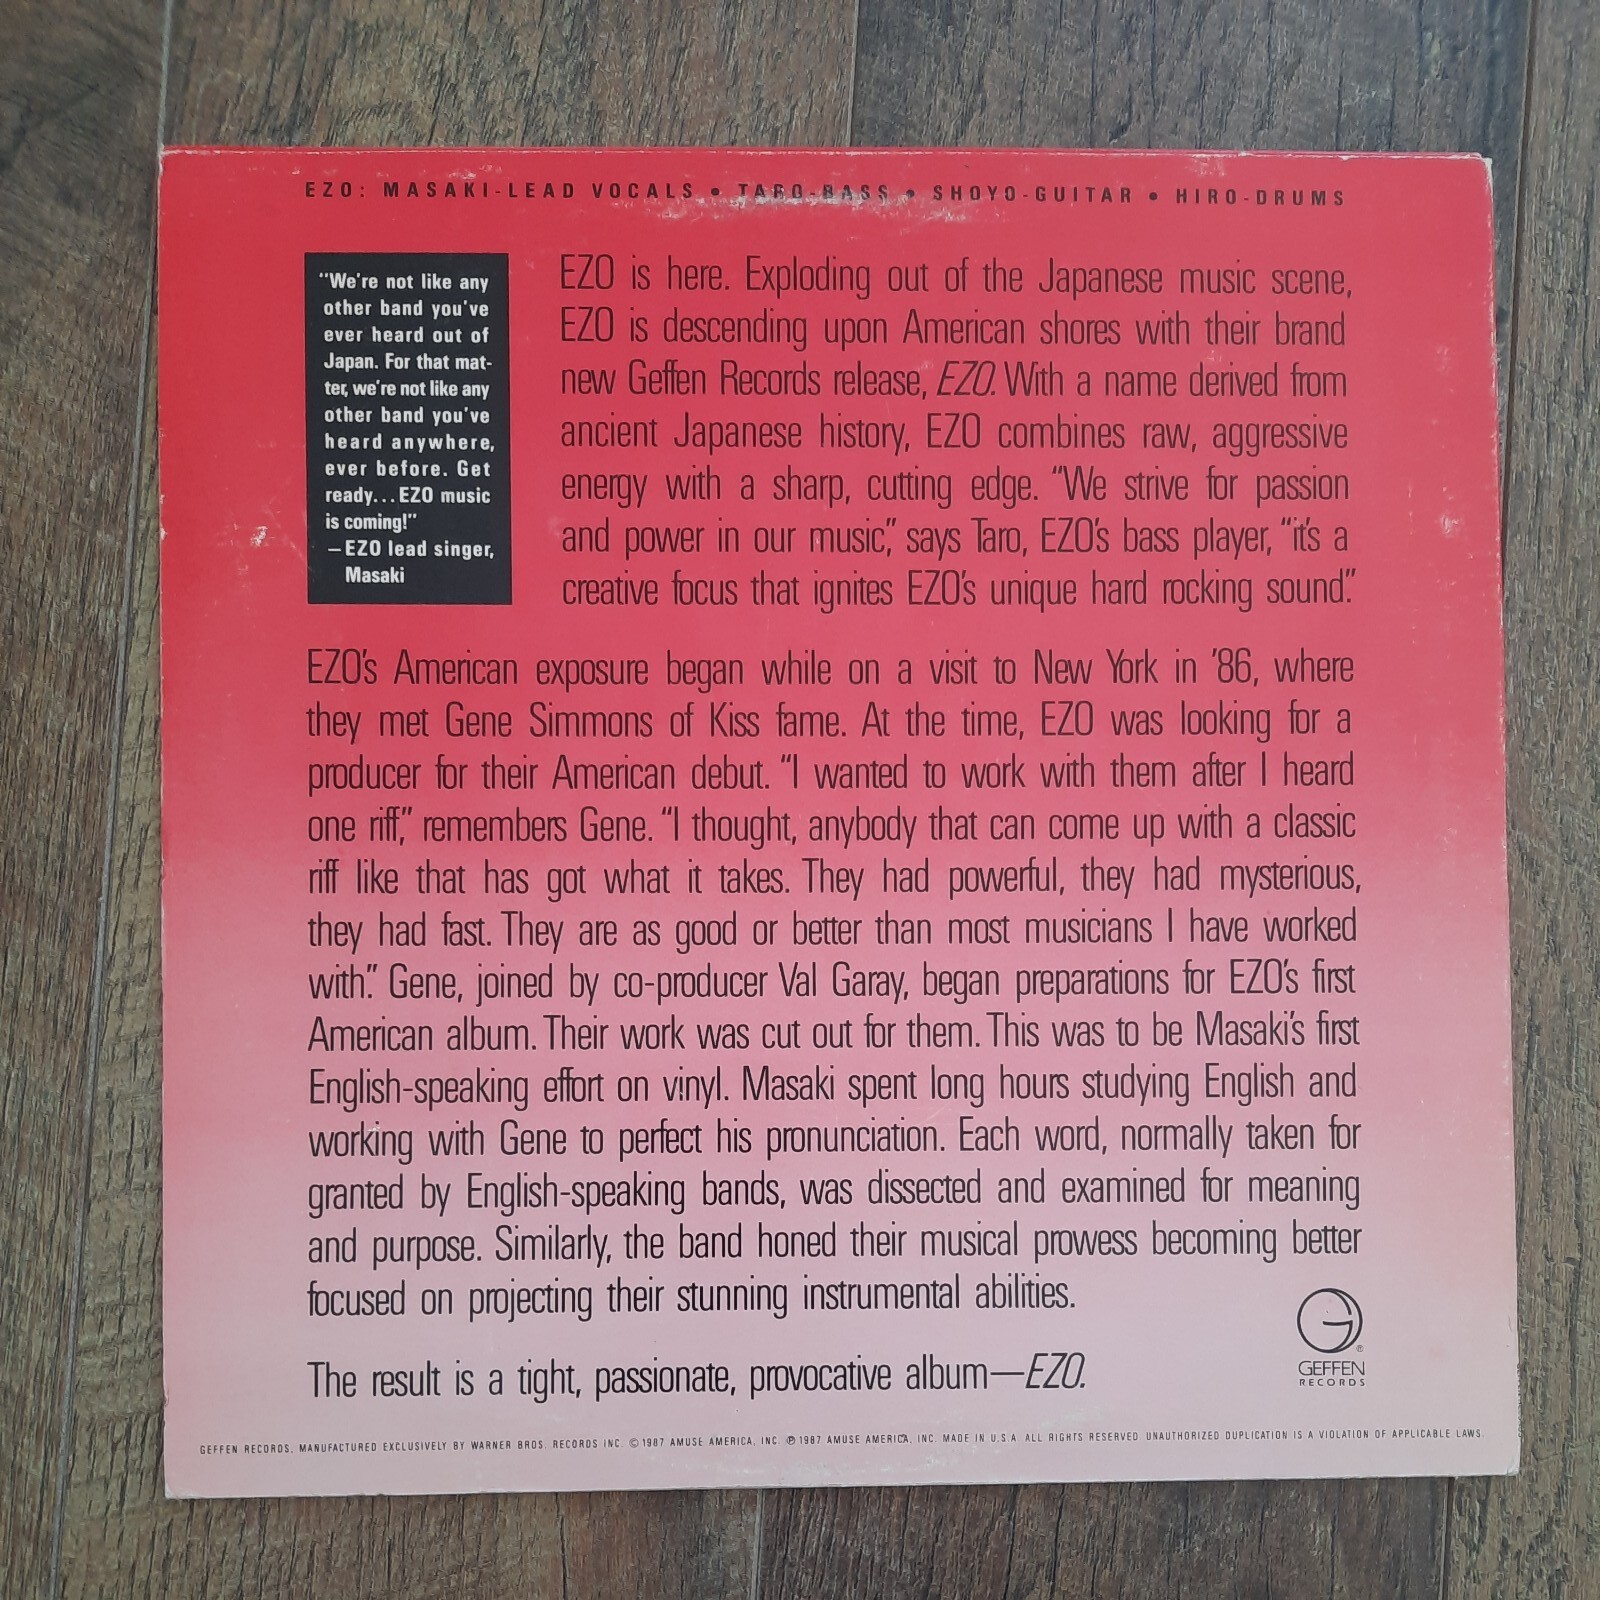 EZO: MASAKI-LEAD VOCALS • TARO-BASS • SHOYO-GUITAR • HIRO-DRUMS
"We're not like any
other band you've
ever heard out of
Japan. For that mat-
ter, we're not like any
other band you've
heard anywhere,
ever before. Get
ready...EZO music
is coming!"
—EZO lead singer,
Masaki
EZO is here. Exploding out of the Japanese music scene,
EZO is descending upon American shores with their brand
new Geffen Records release, EZO. With a name derived from
ancient Japanese history, EZO combines raw, aggressive
energy with a sharp, cutting edge. "We strive for passion
and power in our music," says Taro, EZO's bass player, "it's a
creative focus that ignites EZO's unique hard rocking sound."
EZO's American exposure began while on a visit to New York in '86, where
they met Gene Simmons of Kiss fame. At the time, EZO was looking for a
producer for their American debut. "I wanted to work with them after I heard
one riff," remembers Gene. "I thought, anybody that can come up with a classic
riff like that has got what it takes. They had powerful, they had mysterious,
they had fast. They are as good or better than most musicians I have worked
with." Gene, joined by co-producer Val Garay, began preparations for EZO's first
American album. Their work was cut out for them. This was to be Masaki's first
English-speaking effort on vinyl. Masaki spent long hours studying English and
working with Gene to perfect his pronunciation. Each word, normally taken for
granted by English-speaking bands, was dissected and examined for meaning
and purpose. Similarly, the band honed their musical prowess becoming better
focused on projecting their stunning instrumental abilities.
The result is a tight, passionate, provocative album—EZO.
G®
GEFFEN
RECORDS
GEFFEN RECORDS, MANUFACTURED EXCLUSIVELY BY WARNER BROS. RECORDS INC. ©1987 AMUSE AMERICA, INC. ℗1987 AMUSE AMERICA, INC. MADE IN U.S.A. ALL RIGHTS RESERVED. UNAUTHORIZED DUPLICATION IS A VIOLATION OF APPLICABLE LAWS.